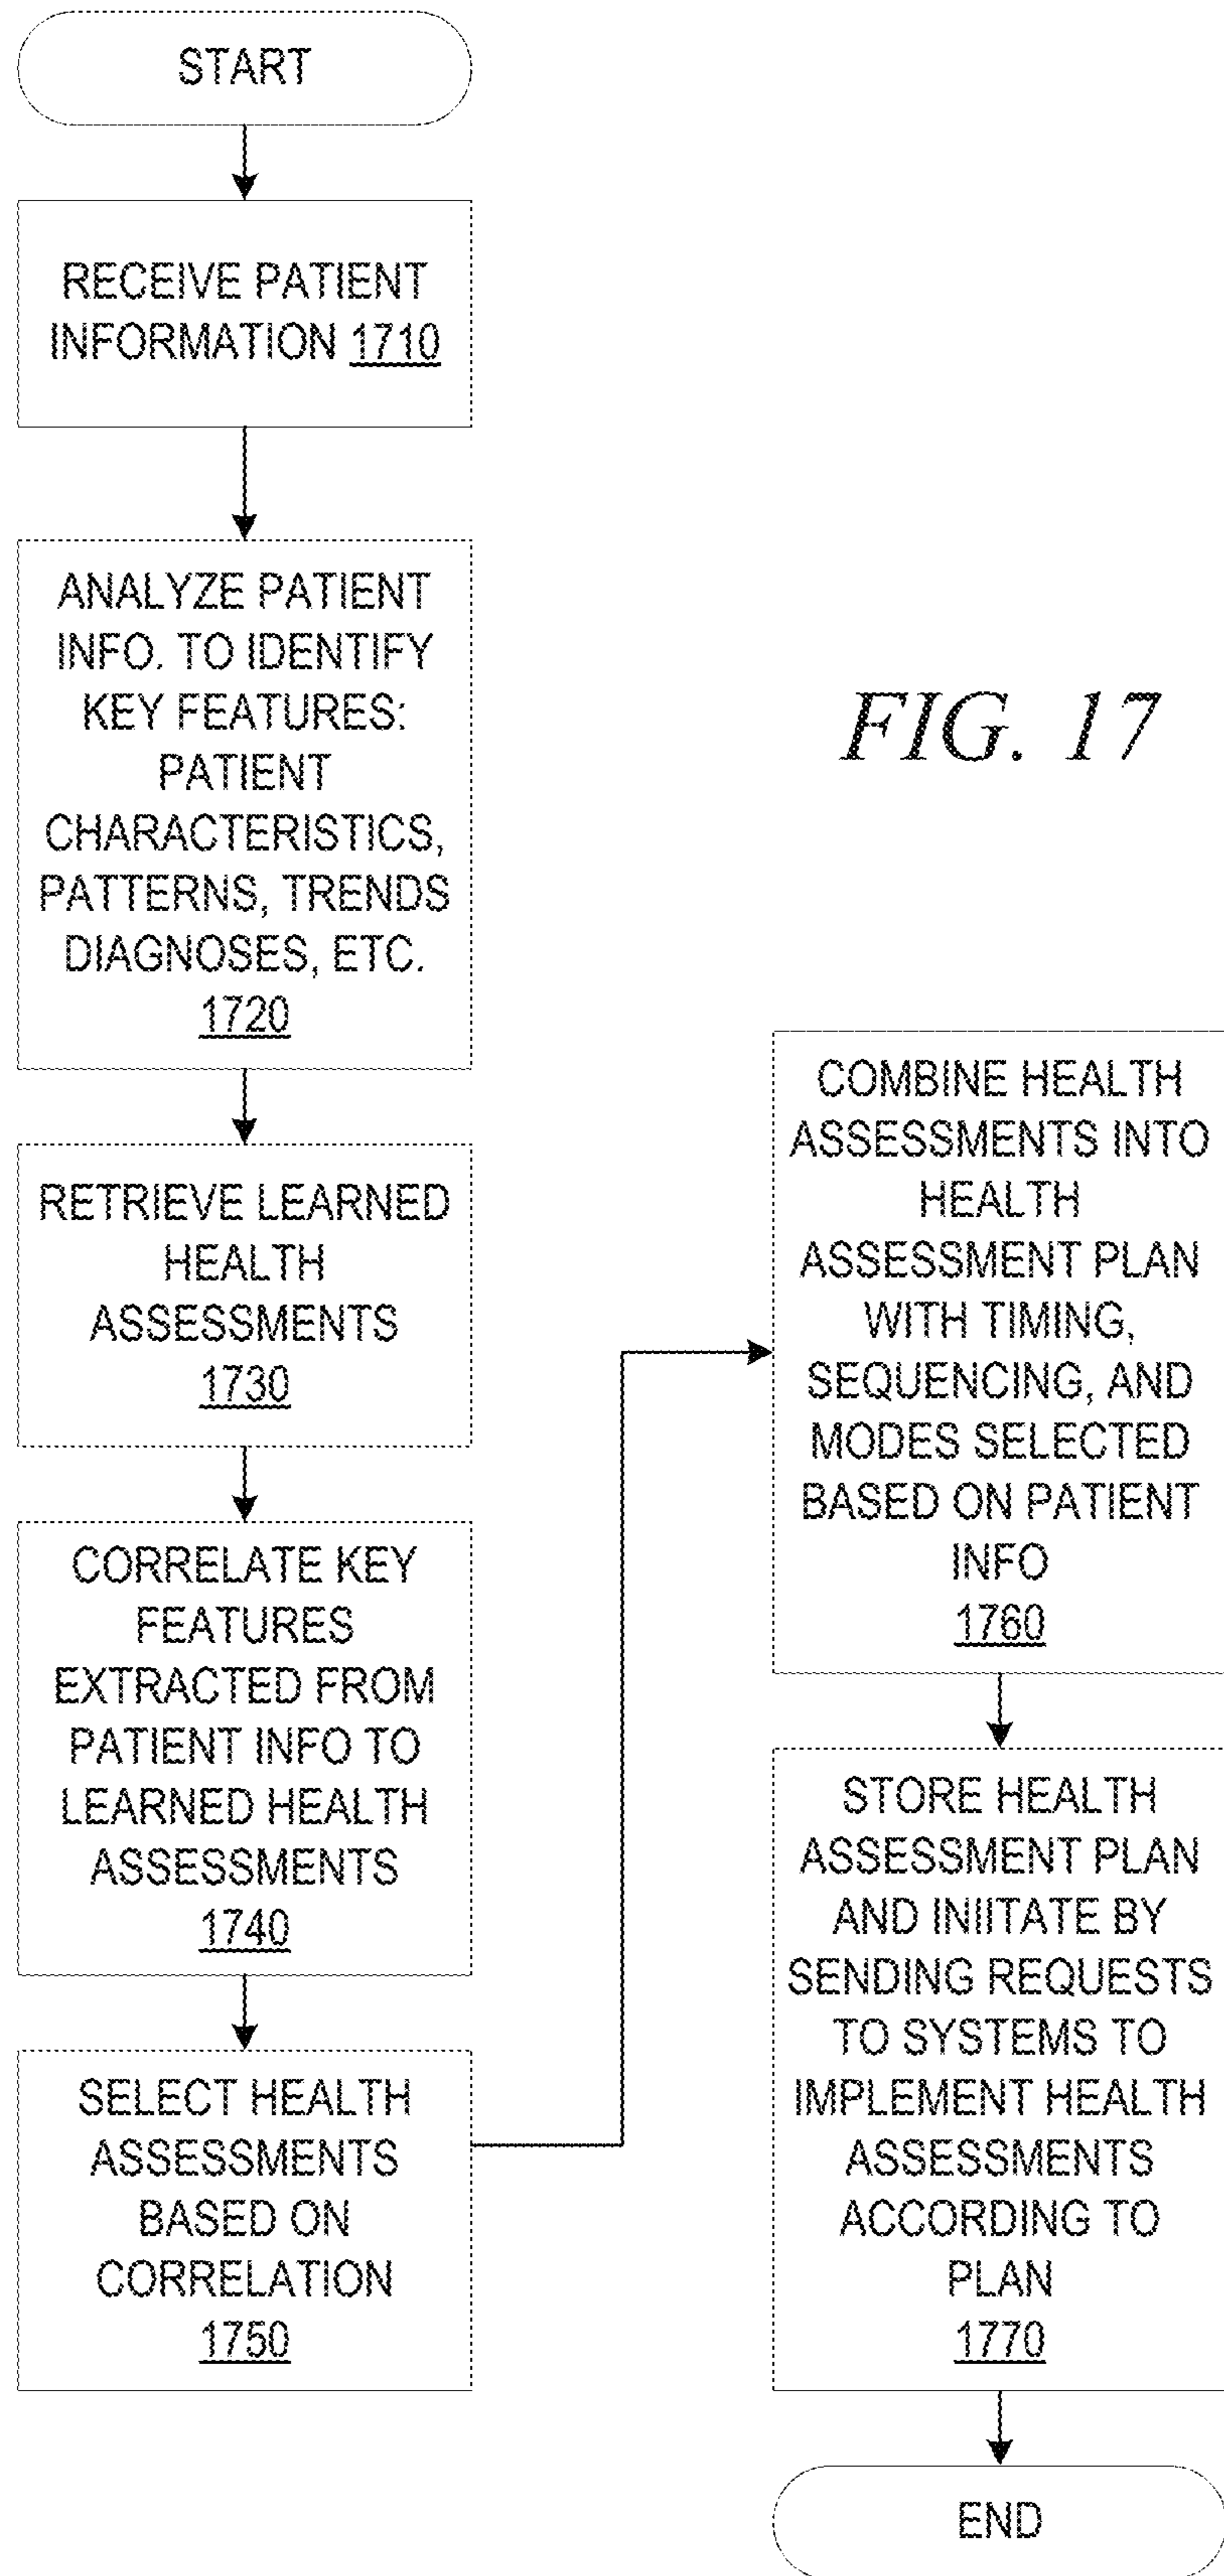 START
RECEIVE PATIENT
INFORMATION 1710
ANALYZE PATIENT
INFO. TO IDENTIFY
KEY FEATURES:
PATIENT
CHARACTERISTICS,
PATTERNS, TRENDS
DIAGNOSES, ETC.
1720
RETRIEVE LEARNED
HEALTH
ASSESSMENTS
1730
CORRELATE KEY
FEATURES
EXTRACTED FROM
PATIENT INFO TO
LEARNED HEALTH
ASSESSMENTS
1740
SELECT HEALTH
ASSESSMENTS
BASED ON
CORRELATION
1750
FIG. 17
COMBINE HEALTH
ASSESSMENTS INTO
HEALTH
ASSESSMENT PLAN
WITH TIMING,
SEQUENCING, AND
MODES SELECTED
BASED ON PATIENT
INFO
1760
STORE HEALTH
ASSESSMENT PLAN
AND INIITATE BY
SENDING REQUESTS
TO SYSTEMS TO
IMPLEMENT HEALTH
ASSESSMENTS
ACCORDING TO
PLAN
1770
END